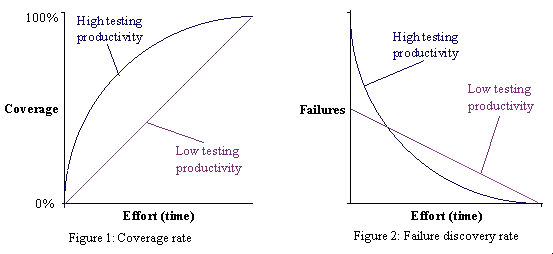 100%
High testing
productivity
Coverage
Low testing
productivity
0%
Effort (time)
Figure 1: Coverage rate
High testing
productivity
Low testing
productivity
Failures
Effort (time)
Figure 2: Failure discovery rate